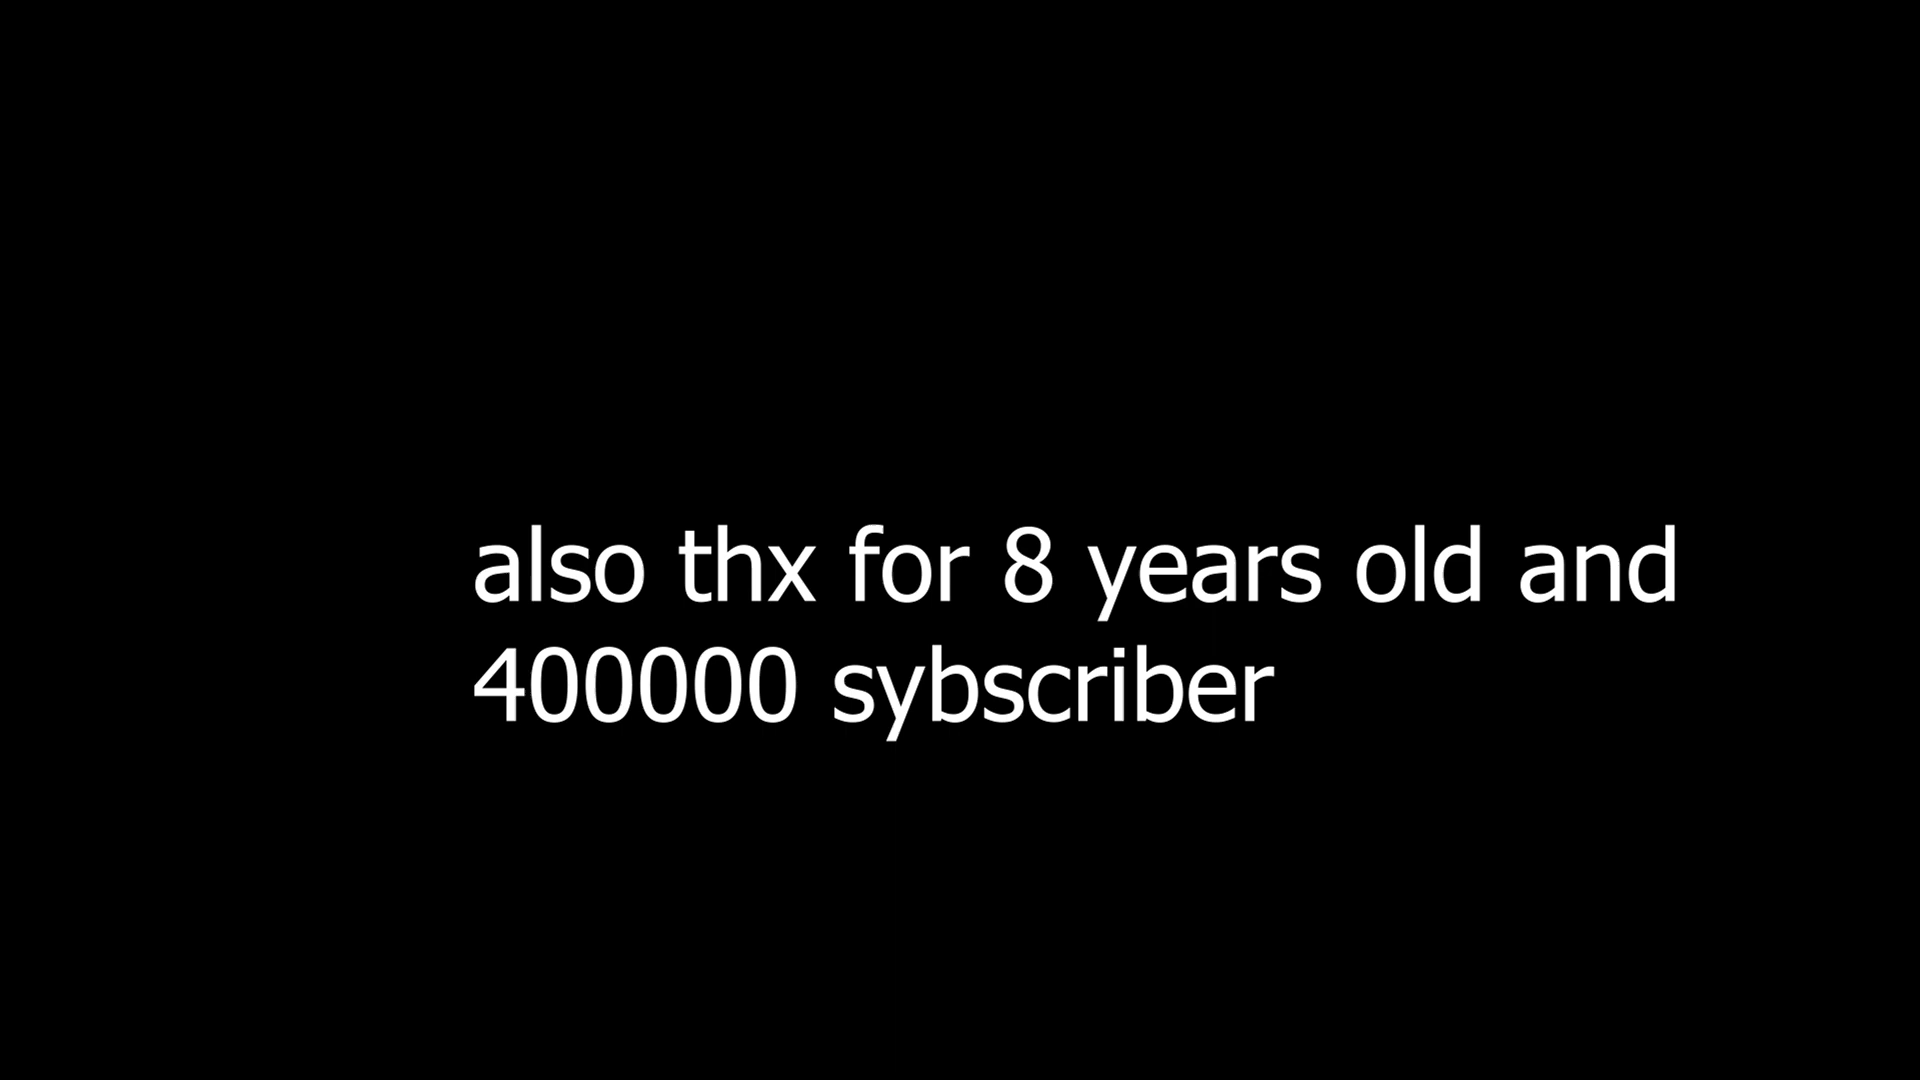 also thx for 8 years old and
400000 sybscriber